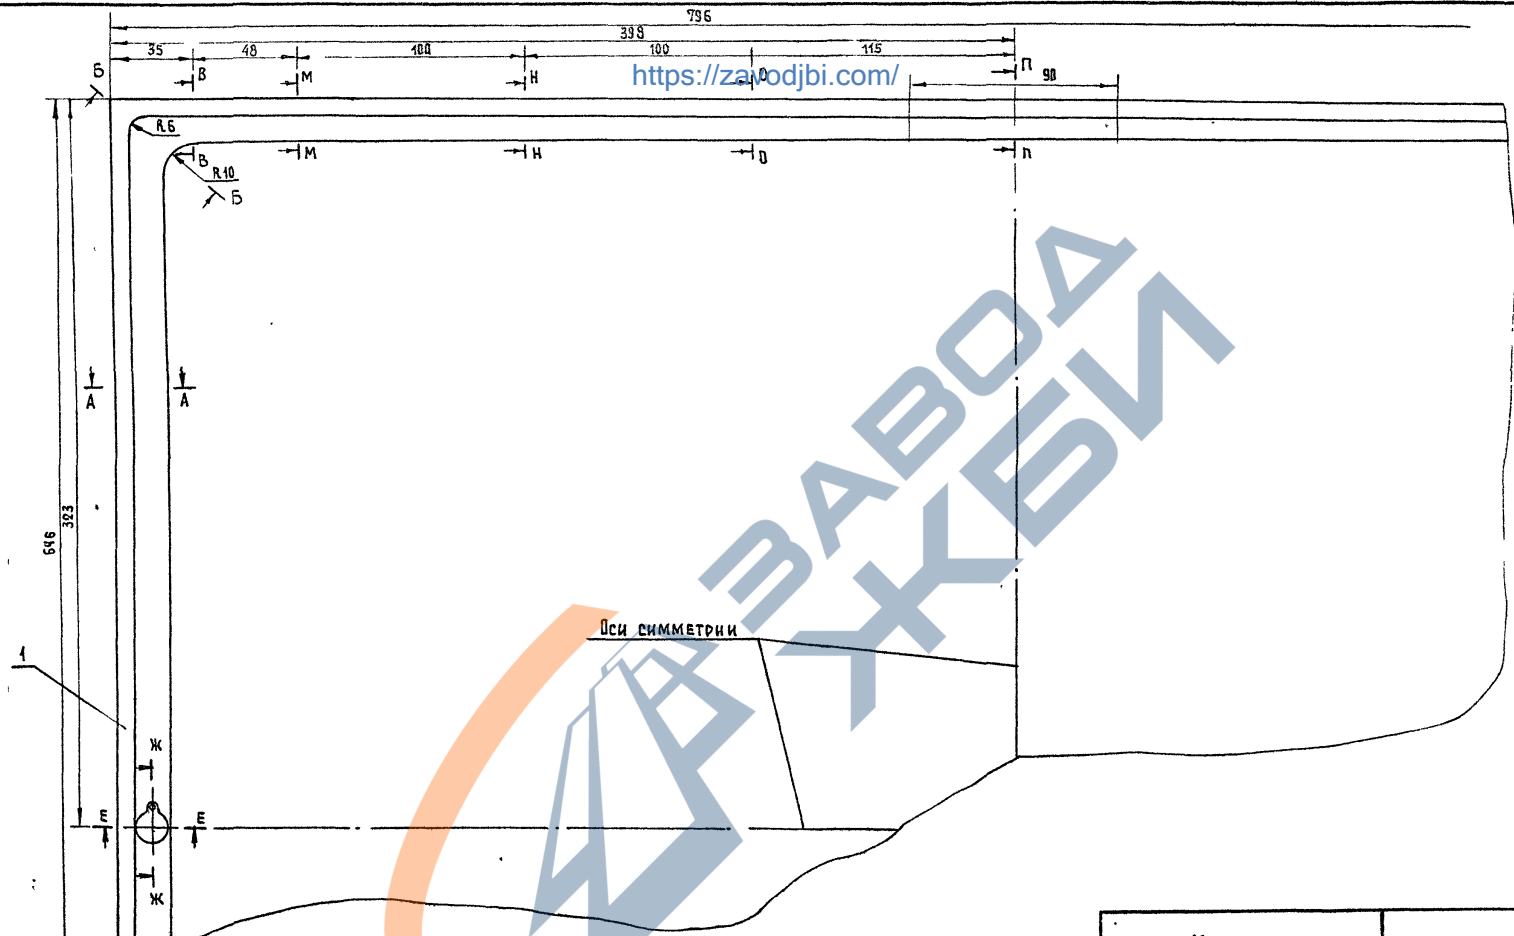 796
398
35 48 100 100 115
Б В М Н О П
https://zavodjbi.com/
90
R6
В М Н О П
R10
Б
А А
323
646
Оси симметрии
1
Ж
Е Е
Ж
ЗАВОД
ЖБИ